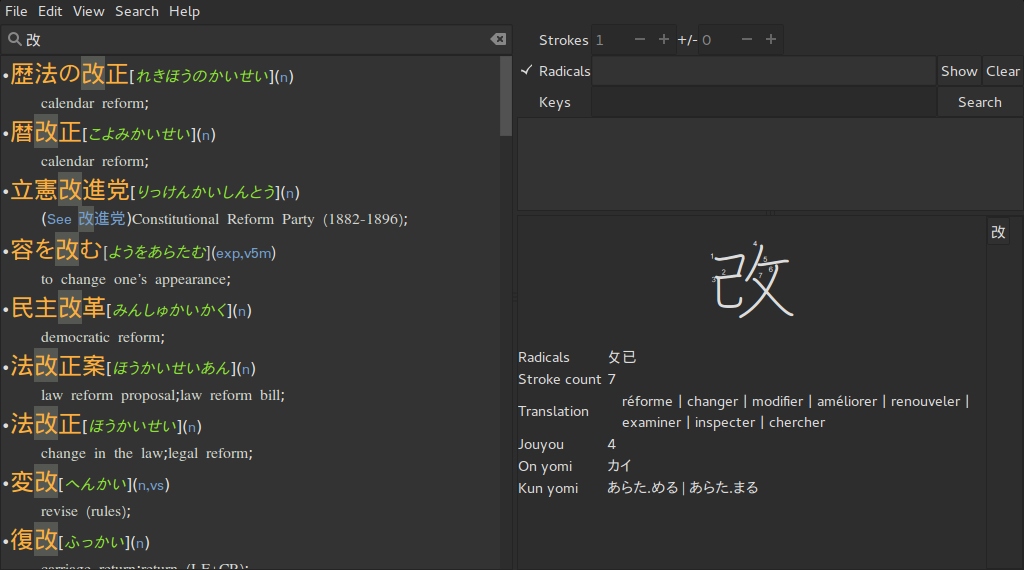 File Edit View Search Help
改
•歴法の改正[れきほうのかいせい](n)
calendar reform;
•暦改正[こよみかいせい](n)
calendar reform;
•立憲改進党[りっけんかいしんとう](n)
(See 改進党)Constitutional Reform Party (1882-1896);
•容を改む[ようをあらたむ](exp,v5m)
to change one's appearance;
•民主改革[みんしゅかいかく](n)
democratic reform;
•法改正案[ほうかいせいあん](n)
law reform proposal;law reform bill;
•法改正[ほうかいせい](n)
change in the law;legal reform;
•変改[へんかい](n,vs)
revise (rules);
•復改[ふっかい](n)
carriage return;return (LF+CR);
Strokes 1 − + +/- 0 − +
Radicals Show Clear
Keys Search
改
1 2 3 4 5 6 7
改
Radicals 攵 已
Stroke count 7
Translation réforme | changer | modifier | améliorer | renouveler |
examiner | inspecter | chercher
Jouyou 4
On yomi カイ
Kun yomi あらた.める | あらた.まる